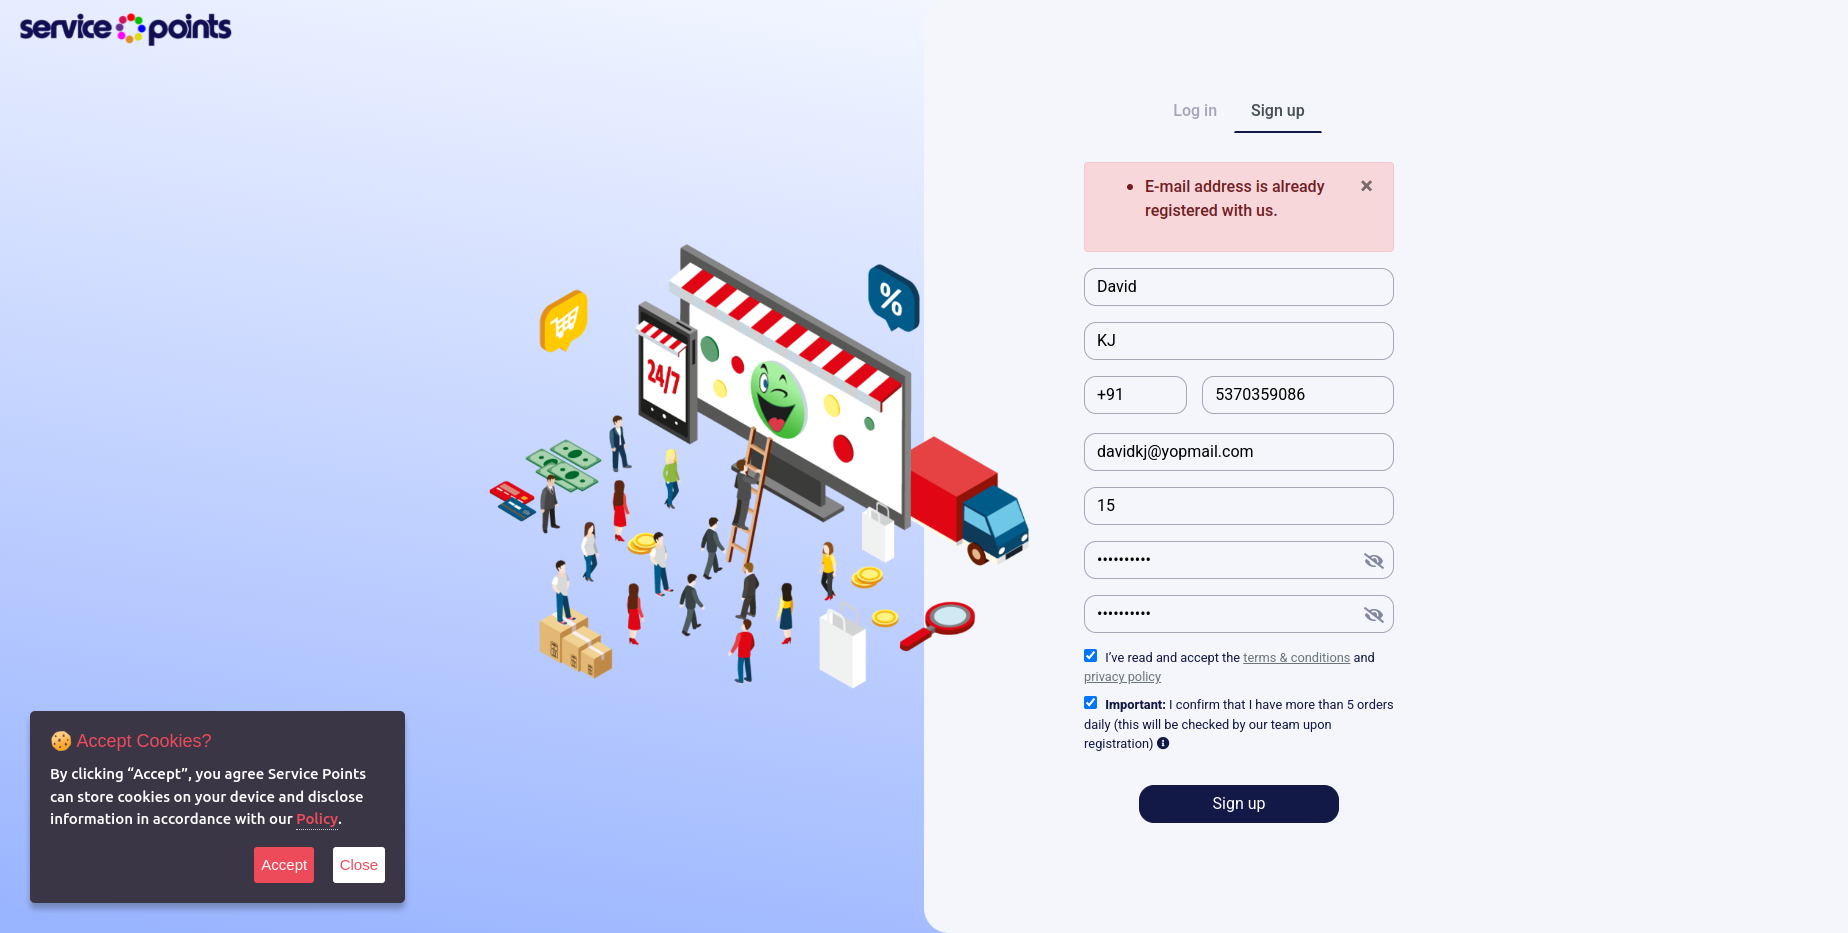 service points
Log in
Sign up
E-mail address is already
registered with us.
×
David
KJ
+91
5370359086
davidkj@yopmail.com
15
••••••••••
••••••••••
I’ve read and accept the terms & conditions and
privacy policy
Important: I confirm that I have more than 5 orders
daily (this will be checked by our team upon
registration)
Sign up
%
24/7
🍪 Accept Cookies?
By clicking “Accept”, you agree Service Points
can store cookies on your device and disclose
information in accordance with our Policy.
Accept
Close